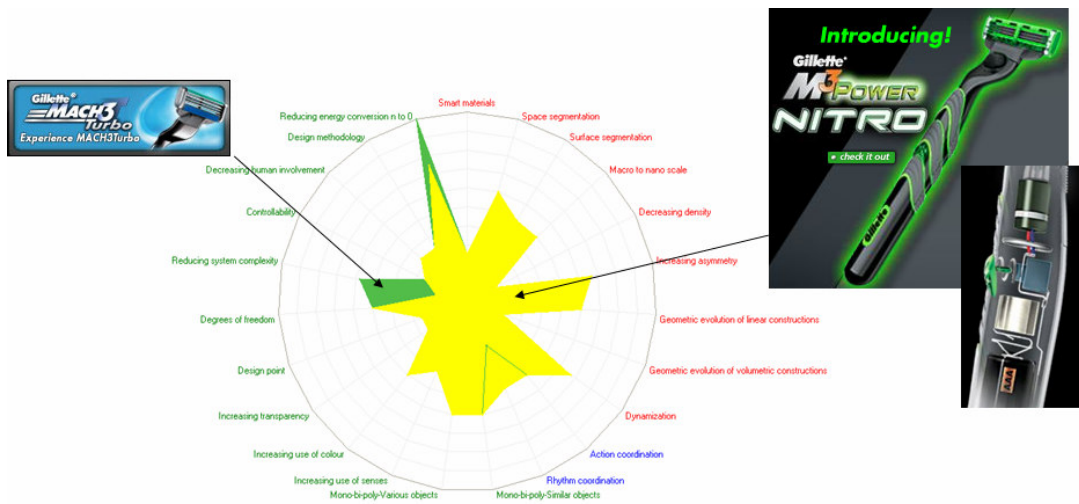 Introducing!
Gillette
M3POWER
NITRO
check it out
Gillette
AAA
Gillette
MACH3
Turbo
Experience MACH3Turbo
Smart materials
Space segmentation
Surface segmentation
Macro to nano scale
Decreasing density
Increasing asymmetry
Geometric evolution of linear constructions
Geometric evolution of volumetric constructions
Dynamization
Action coordination
Rhythm coordination
Mono-bi-poly-Similar objects
Mono-bi-poly-Various objects
Increasing use of senses
Increasing use of colour
Increasing transparency
Design point
Degrees of freedom
Reducing system complexity
Controllability
Decreasing human involvement
Design methodology
Reducing energy conversion n to 0